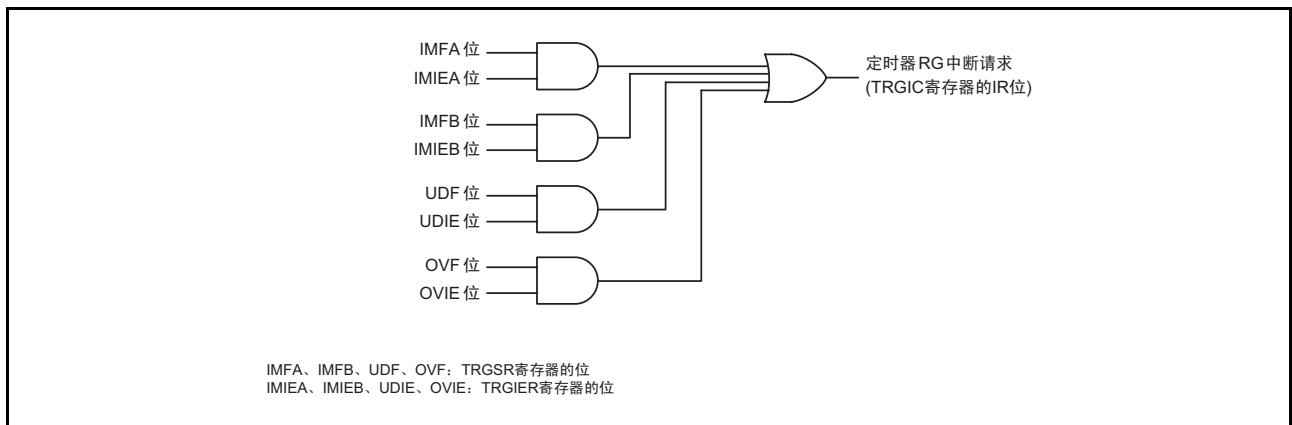 IMFA 位
IMIEA 位
定时器RG中断请求
(TRGIC寄存器的IR位)
IMFB 位
IMIEB 位
UDF 位
UDIE 位
OVF 位
OVIE 位
IMFA、IMFB、UDF、OVF：TRGSR寄存器的位
IMIEA、IMIEB、UDIE、OVIE：TRGIER寄存器的位